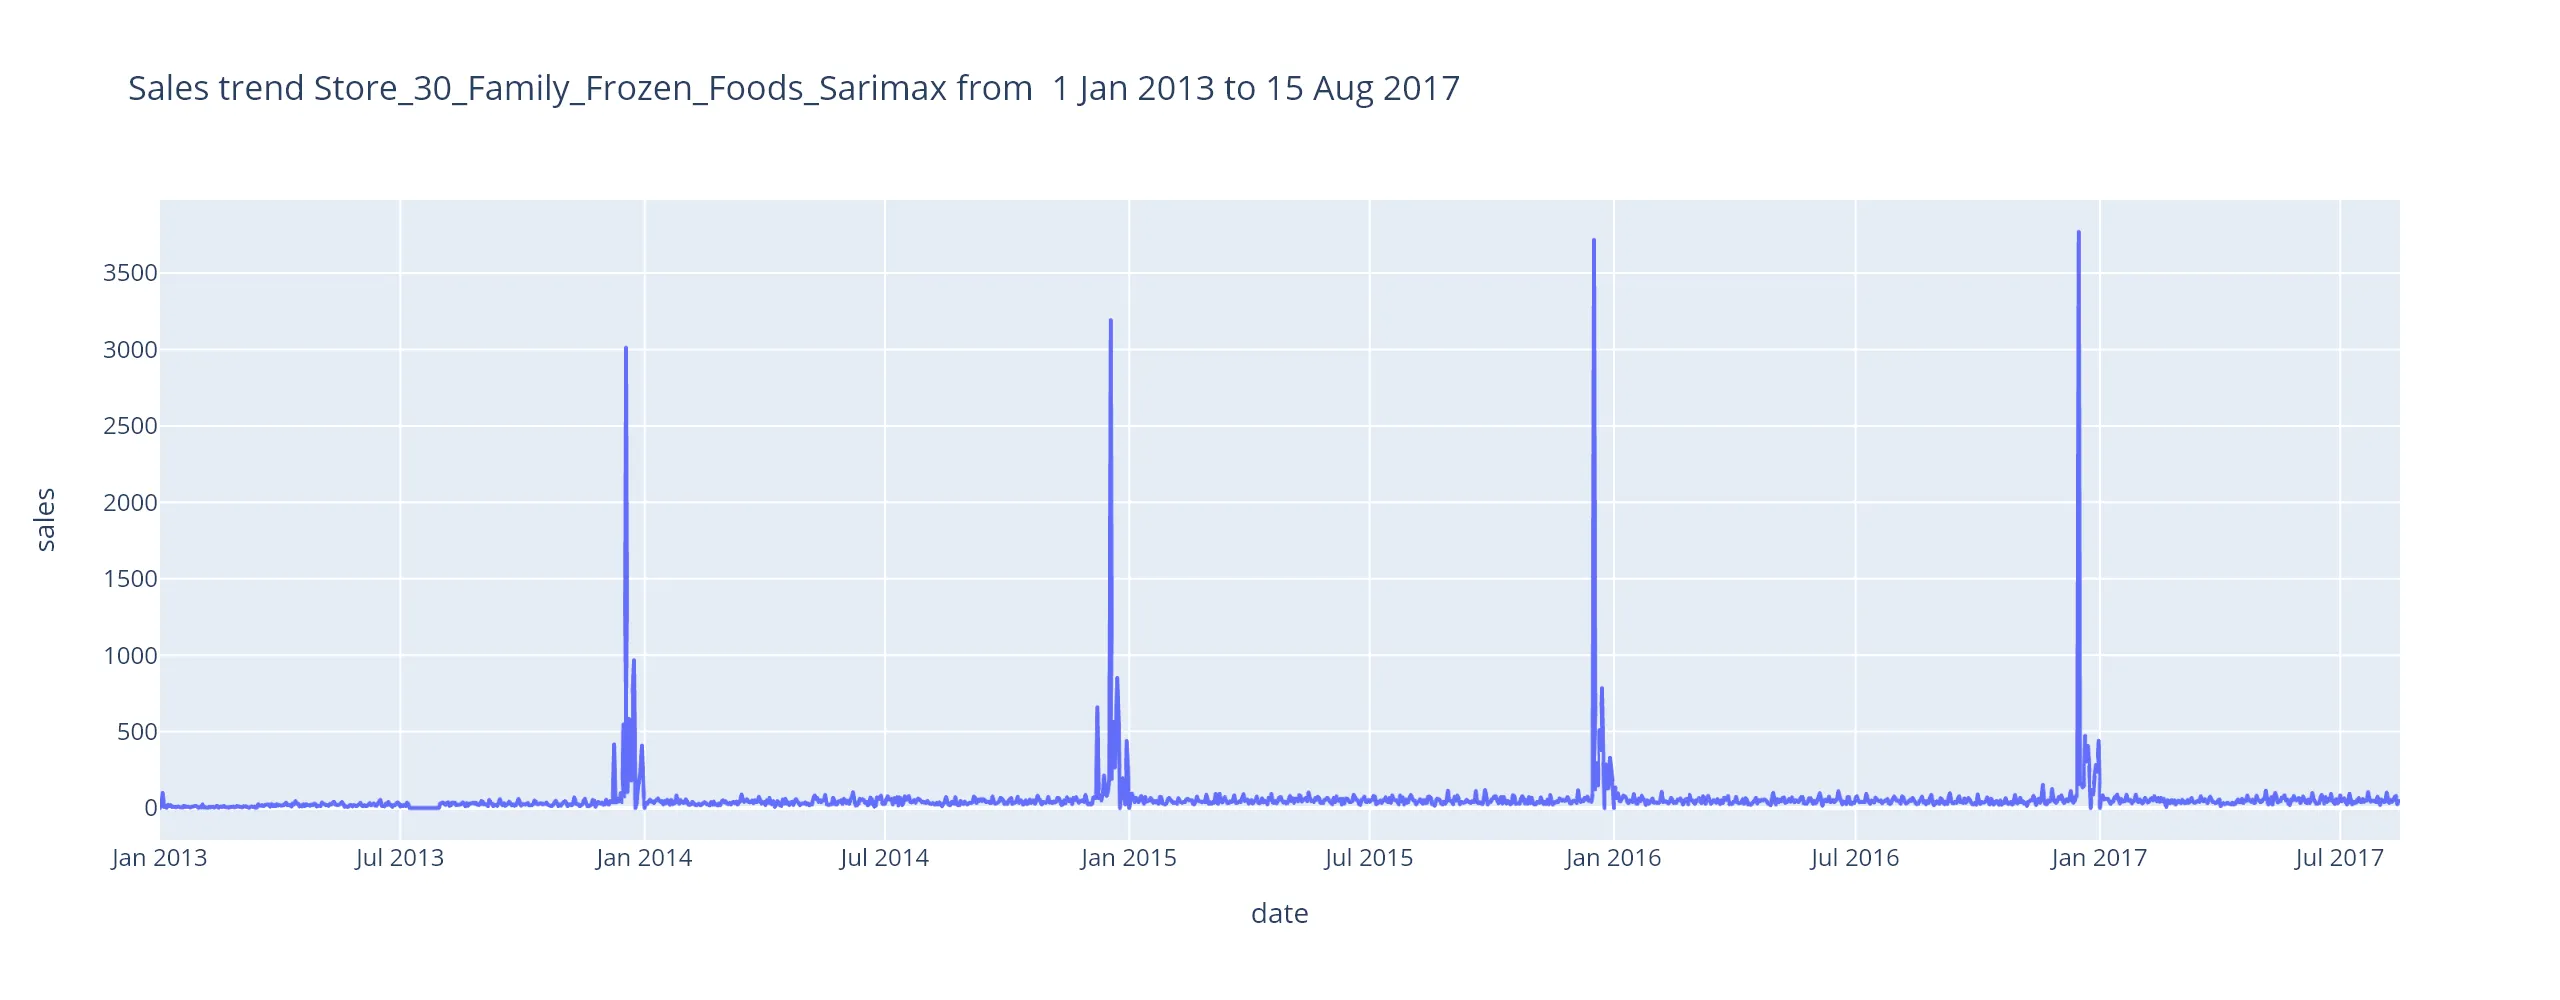 Sales trend Store_30_Family_Frozen_Foods_Sarimax from  1 Jan 2013 to 15 Aug 2017
3500
3000
2500
2000
1500
1000
500
0
sales
Jan 2013 Jul 2013 Jan 2014 Jul 2014 Jan 2015 Jul 2015 Jan 2016 Jul 2016 Jan 2017 Jul 2017
date